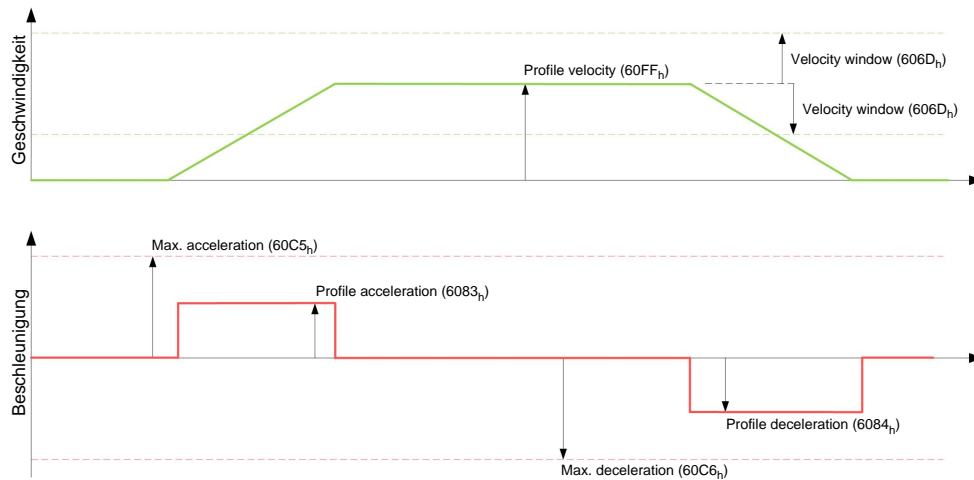 Geschwindigkeit
Profile velocity (60FFh)
Velocity window (606Dh)
Velocity window (606Dh)
Beschleunigung
Max. acceleration (60C5h)
Profile acceleration (6083h)
Profile deceleration (6084h)
Max. deceleration (60C6h)